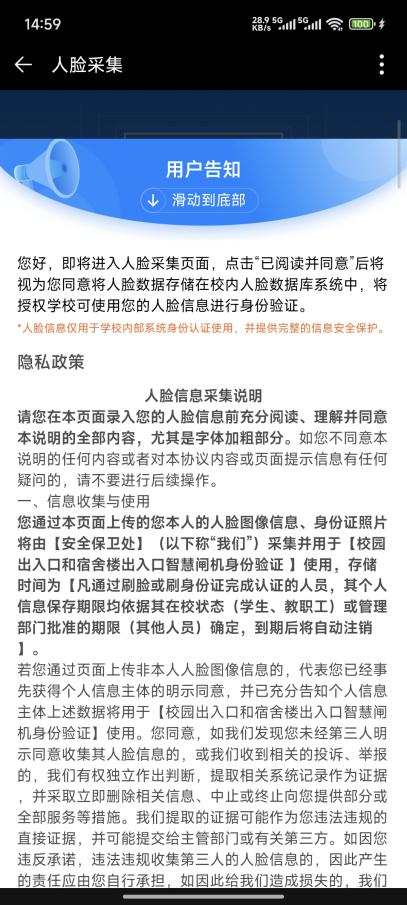 14:59
28.9 KB/s 5G 5G 100
人脸采集
用户告知
滑动到底部
您好，即将进入人脸采集页面，点击“已阅读并同意”后将
视为您同意将人脸数据存储在校内人脸数据库系统中，将
授权学校可使用您的人脸信息进行身份验证。
*人脸信息仅用于学校内部系统身份认证使用，并提供完整的信息安全保护。
隐私政策
人脸信息采集说明
请您在本页面录入您的人脸信息前充分阅读、理解并同意
本说明的全部内容，尤其是字体加粗部分。如您不同意本
说明的任何内容或者对本协议内容或页面提示信息有任何
疑问的，请不要进行后续操作。
一、信息收集与使用
您通过本页面上传的您本人的人脸图像信息、身份证照片
将由【安全保卫处】（以下称“我们”）采集并用于【校园
出入口和宿舍楼出入口智慧闸机身份验证 】使用，存储
时间为【凡通过刷脸或刷身份证完成认证的人员，其个人
信息保存期限均依据其在校状态（学生、教职工）或管理
部门批准的期限（其他人员）确定，到期后将自动注销
】。
若您通过页面上传非本人人脸图像信息的，代表您已经事
先获得个人信息主体的明示同意，并已充分告知个人信息
主体上述数据将用于【校园出入口和宿舍楼出入口智慧闸
机身份验证】使用。您同意，如我们发现您未经第三人明
示同意收集其人脸信息的，或我们收到相关的投诉、举报
的，我们有权独立作出判断，提取相关系统记录作为证据
，并采取立即删除相关信息、中止或终止向您提供部分或
全部服务等措施。我们提取的证据可能作为您违法违规的
直接证据，并可能提交给主管部门或有关第三方。如因您
违反承诺，违法违规收集第三人的人脸信息的，因此产生
的责任应由您自行承担，如因此给我们造成损失的，我们